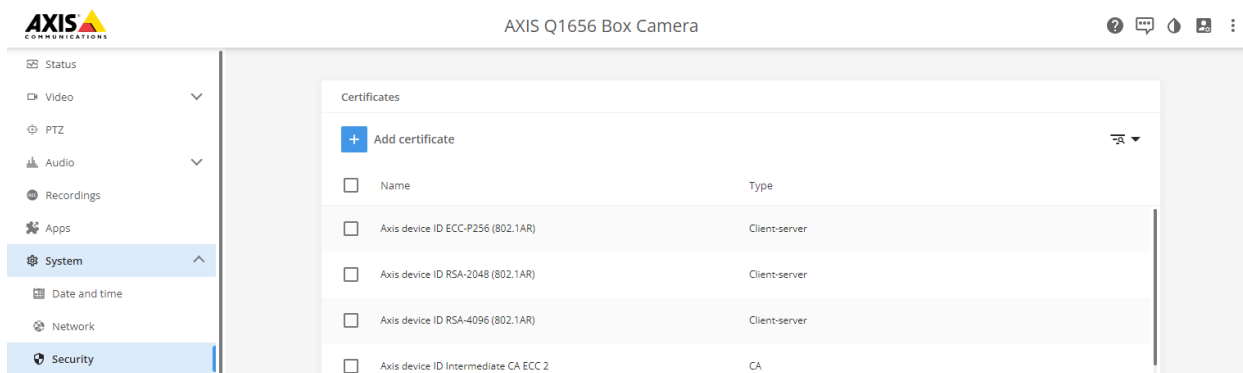 AXIS
COMMUNICATIONS
AXIS Q1656 Box Camera
Status
Video
PTZ
Audio
Recordings
Apps
System
Date and time
Network
Security
Certificates
Add certificate
Name Type
Axis device ID ECC-P256 (802.1AR) Client-server
Axis device ID RSA-2048 (802.1AR) Client-server
Axis device ID RSA-4096 (802.1AR) Client-server
Axis device ID Intermediate CA ECC 2 CA